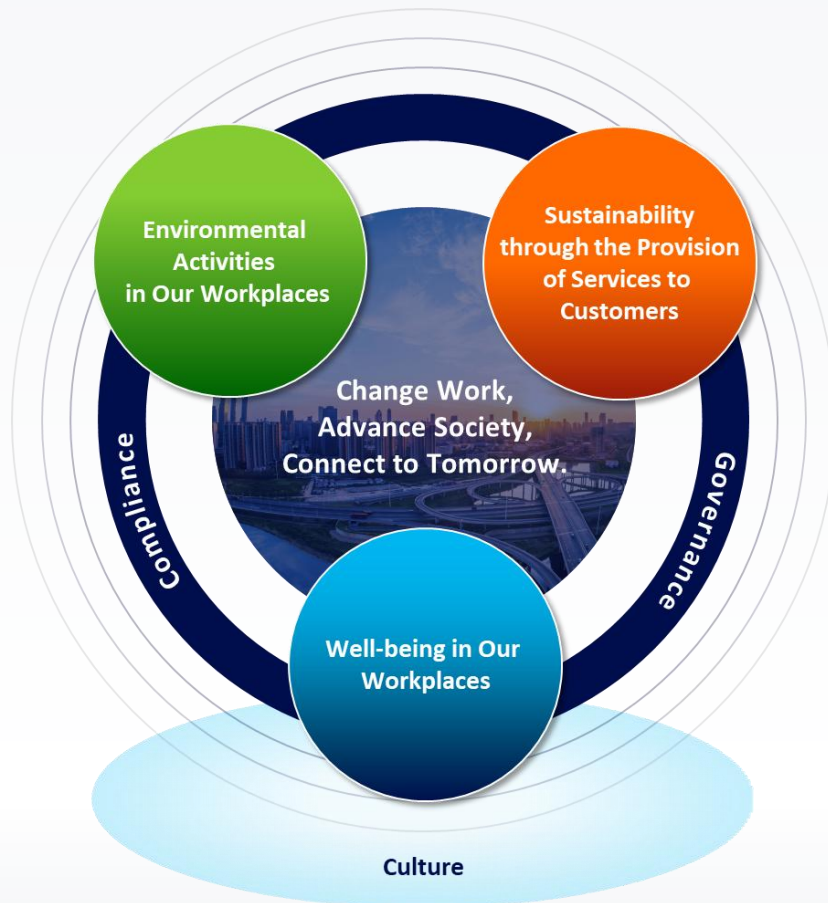 Environmental
Activities
in Our Workplaces
Sustainability
through the Provision
of Services to
Customers
Change Work,
Advance Society,
Connect to Tomorrow.
Compliance
Governance
Well-being in Our
Workplaces
Culture